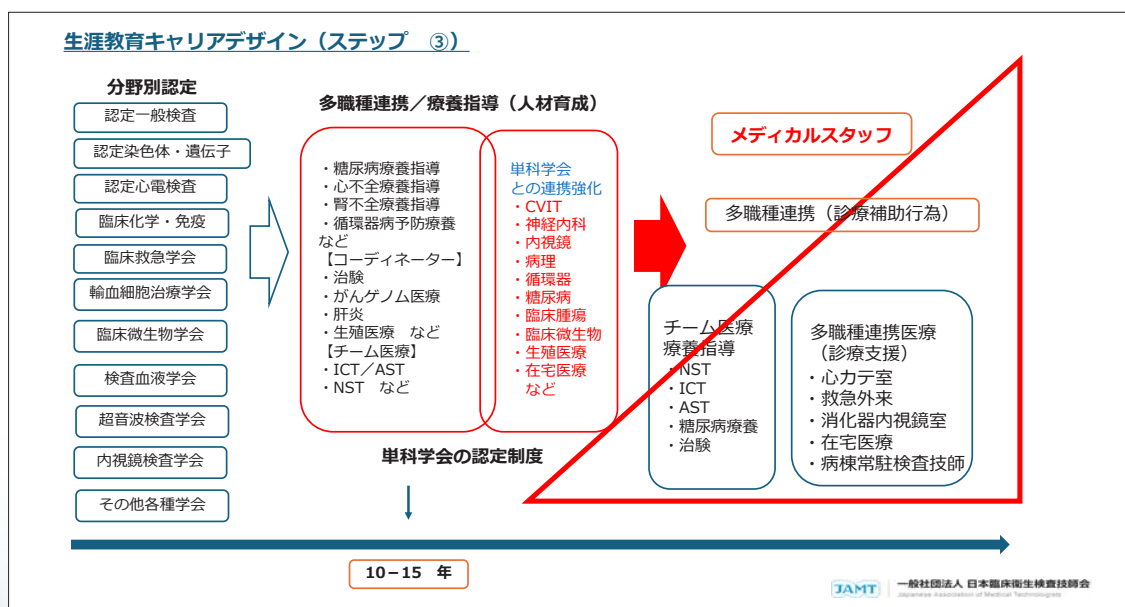 生涯教育キャリアデザイン（ステップ　③）
分野別認定
認定一般検査
認定染色体・遺伝子
認定心電検査
臨床化学・免疫
臨床救急学会
輸血細胞治療学会
臨床微生物学会
検査血液学会
超音波検査学会
内視鏡検査学会
その他各種学会
多職種連携／療養指導（人材育成）
・糖尿病療養指導
・心不全療養指導
・腎不全療養指導
・循環器病予防療養
など
【コーディネーター】
・治験
・がんゲノム医療
・肝炎
・生殖医療　など
【チーム医療】
・ICT／AST
・NST　など
単科学会
との連携強化
・CVIT
・神経内科
・内視鏡
・病理
・循環器
・糖尿病
・臨床腫瘍
・臨床微生物
・生殖医療
・在宅医療
など
単科学会の認定制度
メディカルスタッフ
多職種連携（診療補助行為）
チーム医療
療養指導
・NST
・ICT
・AST
・糖尿病療養
・治験
多職種連携医療
（診療支援）
・心カテ室
・救急外来
・消化器内視鏡室
・在宅医療
・病棟常駐検査技師
10－15　年
JAMT
一般社団法人 日本臨床衛生検査技師会
Japanese Association of Medical Technologists